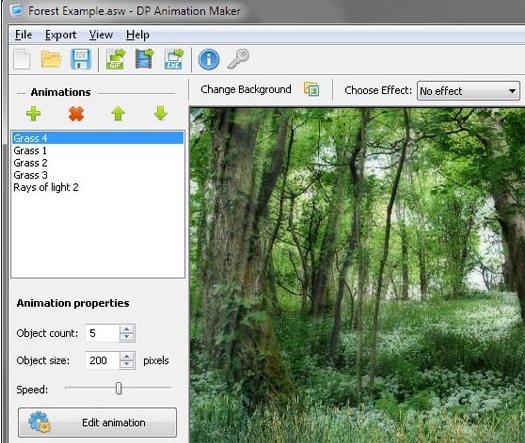 Forest Example.asw - DP Animation Maker
File Export View Help
GIF EXE
Animations
Change Background Choose Effect: No effect
Grass 4
Grass 1
Grass 2
Grass 3
Rays of light 2
Animation properties
Object count: 5
Object size: 200 pixels
Speed:
Edit animation